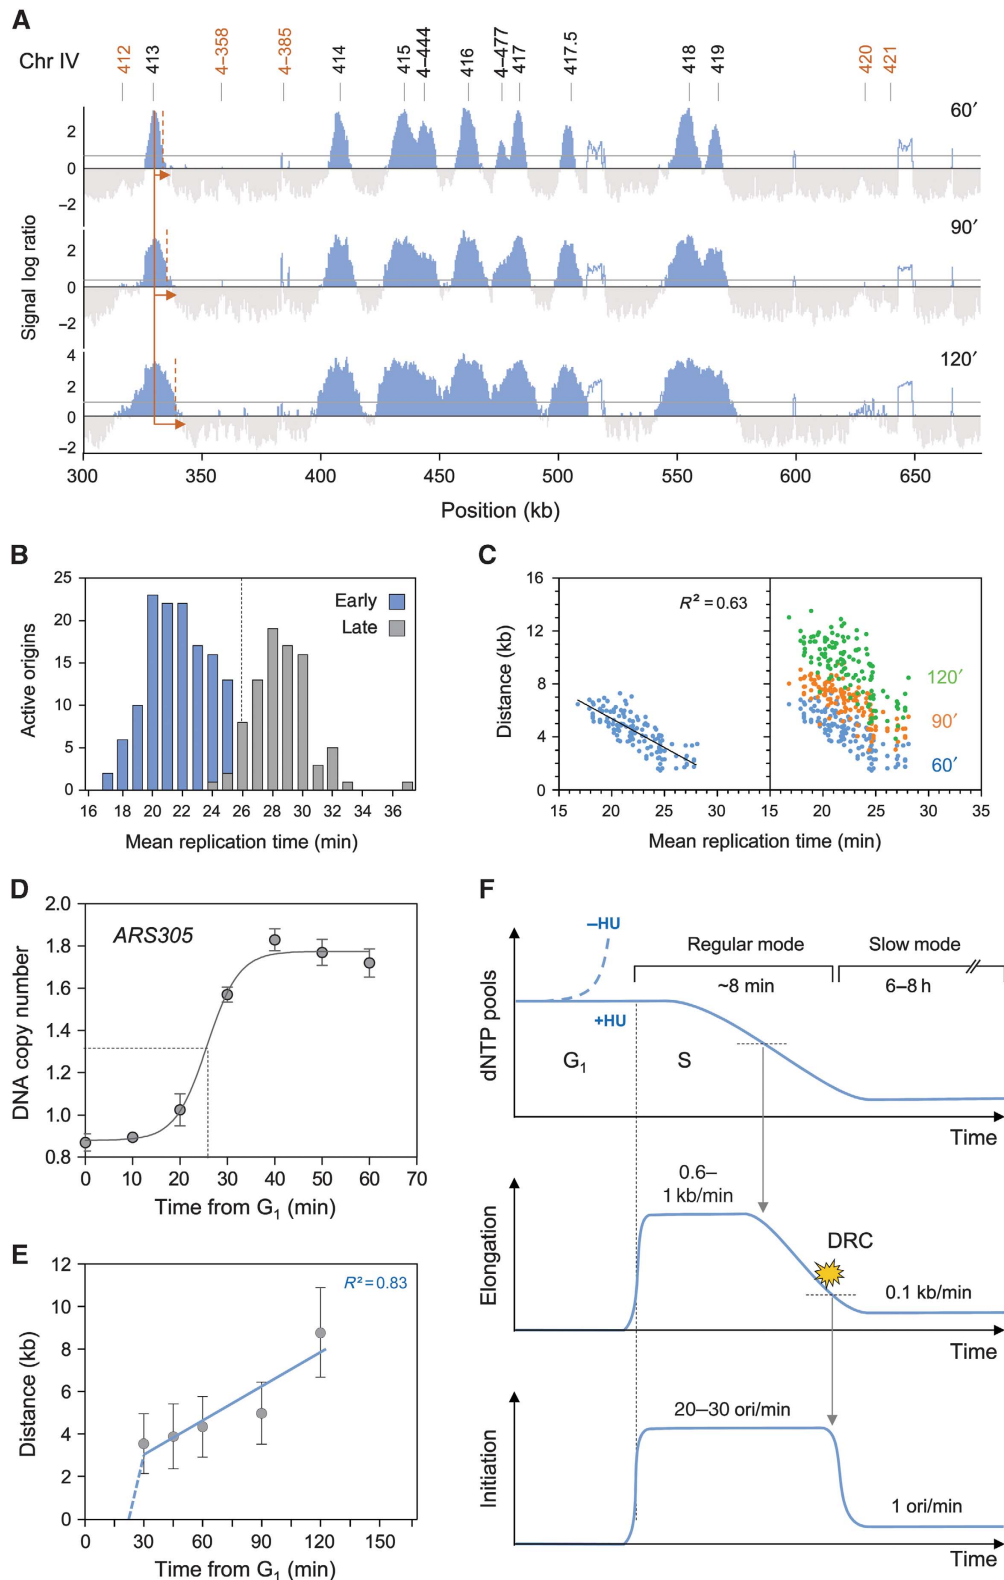 A
Chr IV
412
413
4–358
4–385
414
415
4–444
416
4–477
417
417.5
418
419
420
421
60′
2
0
−2
90′
2
0
−2
120′
4
2
0
−2
Signal log ratio
300 350 400 450 500 550 600 650
Position (kb)
B
25
20
15
10
5
0
Active origins
Early
Late
16 18 20 22 24 26 28 30 32 34 36
Mean replication time (min)
C
16
12
8
4
0
Distance (kb)
R² = 0.63
120′
90′
60′
15 20 25 30 15 20 25 30 35
Mean replication time (min)
D
2.0
1.8
1.6
1.4
1.2
1.0
0.8
DNA copy number
ARS305
0 10 20 30 40 50 60 70
Time from G₁ (min)
E
12
10
8
6
4
2
0
Distance (kb)
R² = 0.83
0 30 60 90 120 150
Time from G₁ (min)
F
–HU
+HU
Regular mode
~8 min
Slow mode
6–8 h
dNTP pools
G₁
S
Time
0.6–
1 kb/min
DRC
0.1 kb/min
Elongation
Time
20–30 ori/min
1 ori/min
Initiation
Time